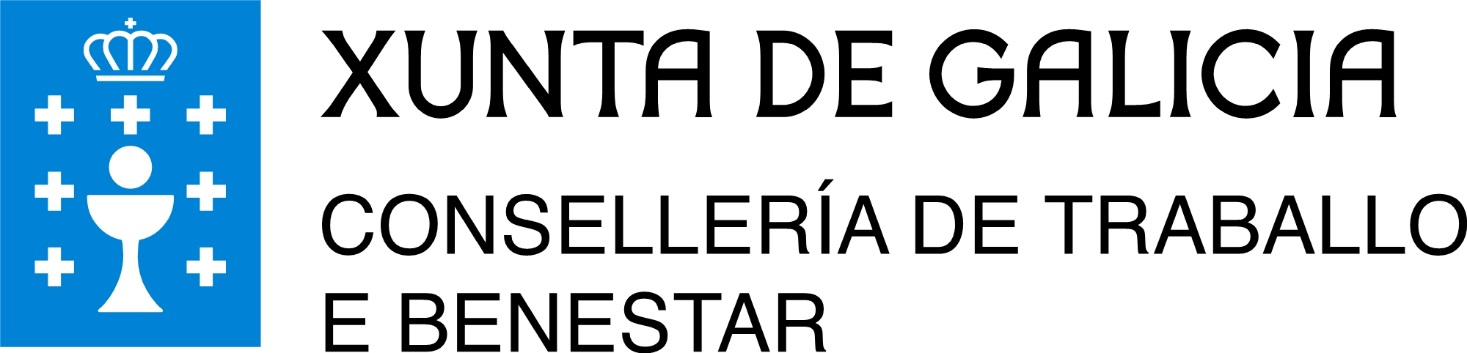 XUNTA DE GALICIA
CONSELLERÍA DE TRABALLO
E BENESTAR